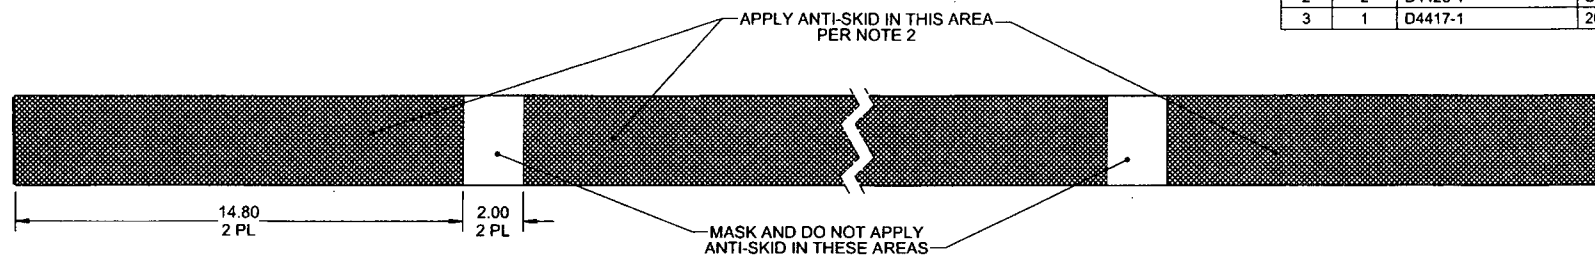 3 1 D4417-1
APPLY ANTI-SKID IN THIS AREA
PER NOTE 2
14.80
2 PL
2.00
2 PL
MASK AND DO NOT APPLY
ANTI-SKID IN THESE AREAS